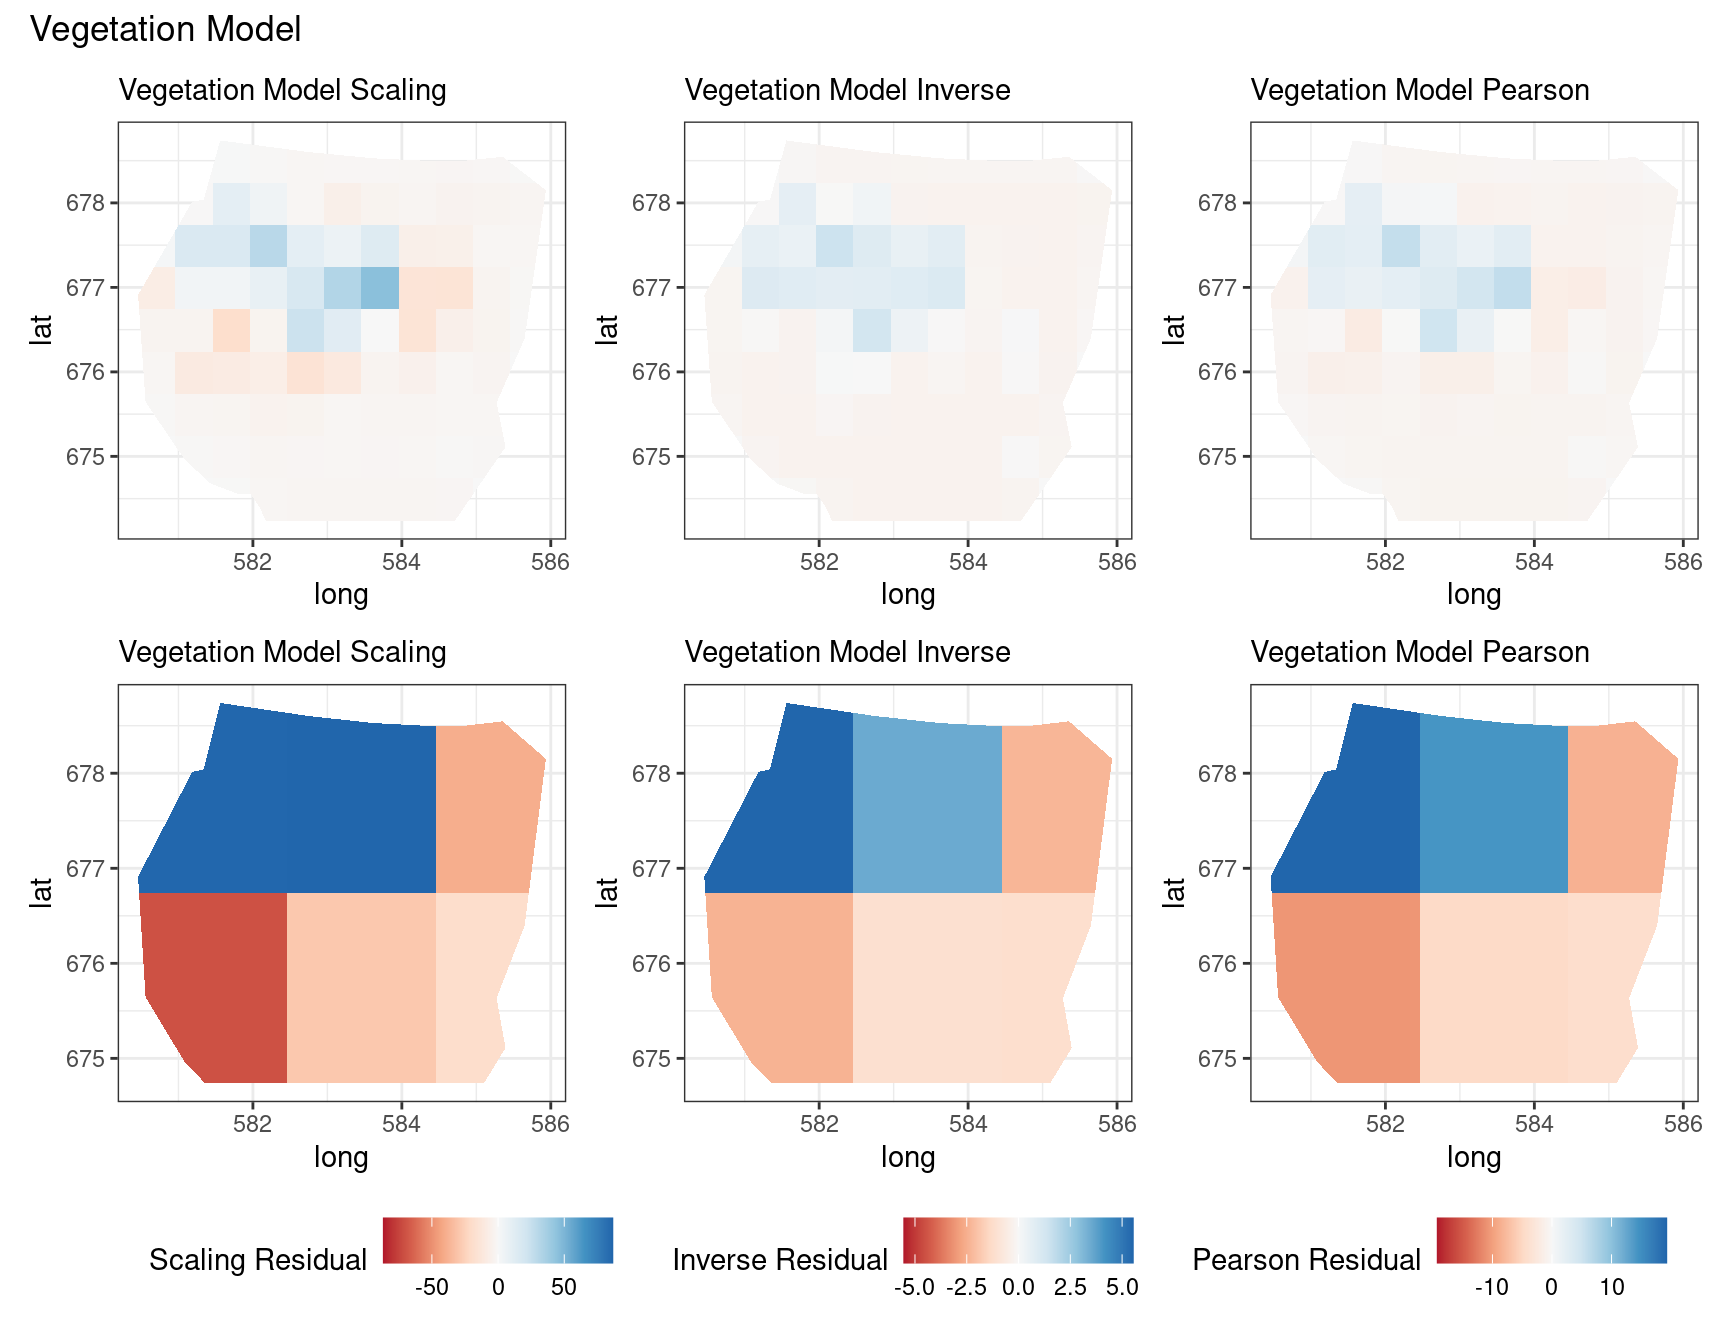 Vegetation Model
Vegetation Model Scaling
Vegetation Model Inverse
Vegetation Model Pearson
678
677
676
675
lat
582
584
586
long
678
677
676
675
lat
582
584
586
long
678
677
676
675
lat
582
584
586
long
Vegetation Model Scaling
Vegetation Model Inverse
Vegetation Model Pearson
678
677
676
675
lat
582
584
586
long
678
677
676
675
lat
582
584
586
long
678
677
676
675
lat
582
584
586
long
Scaling Residual
-50 0 50
Inverse Residual
-5.0 -2.5 0.0 2.5 5.0
Pearson Residual
-10 0 10